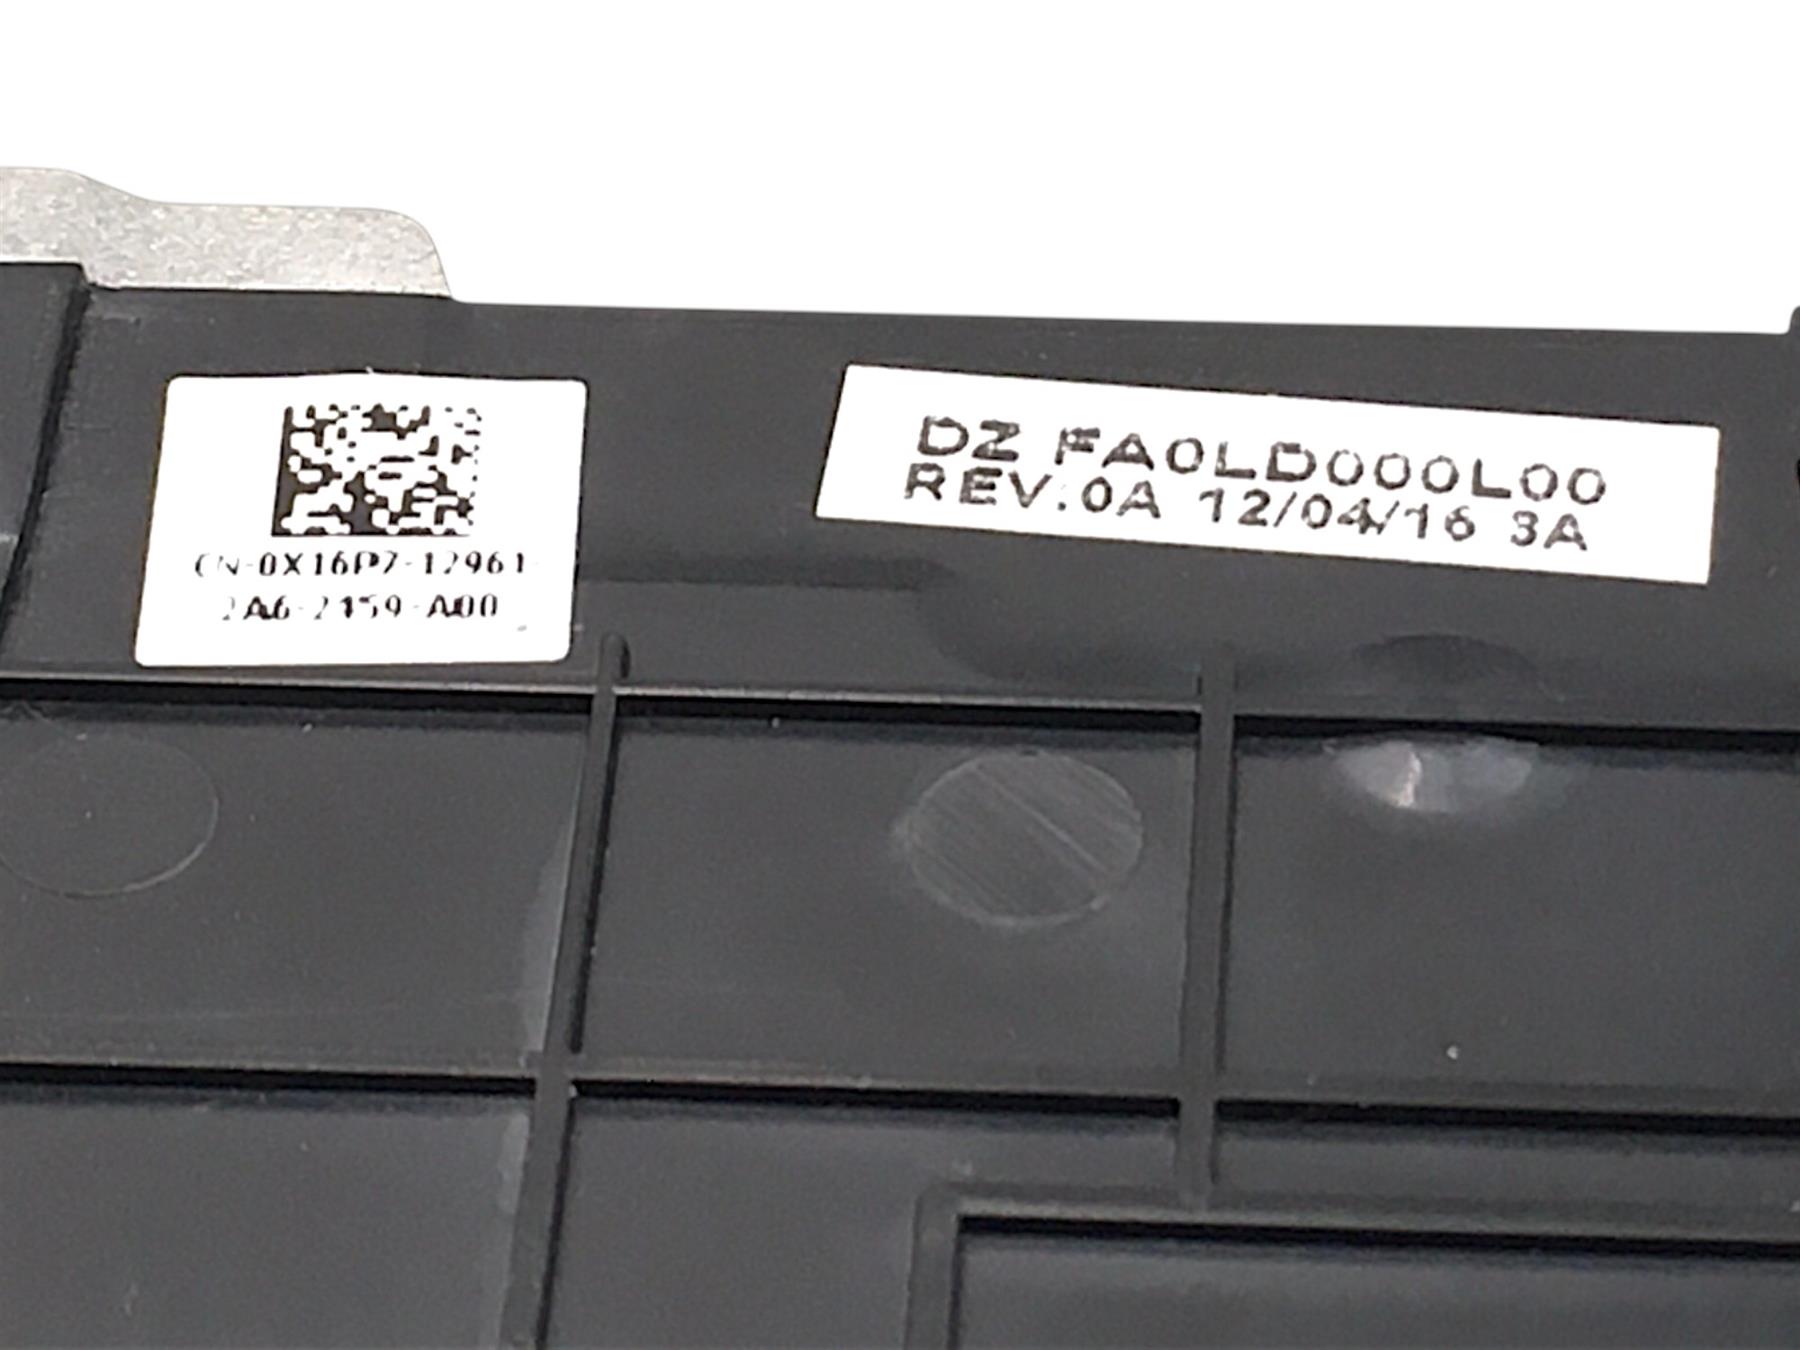 CN-0X16P7-12961-
2A6-2159-A00
DZ FA0LD000L00
REV.0A 12/04/16 3A